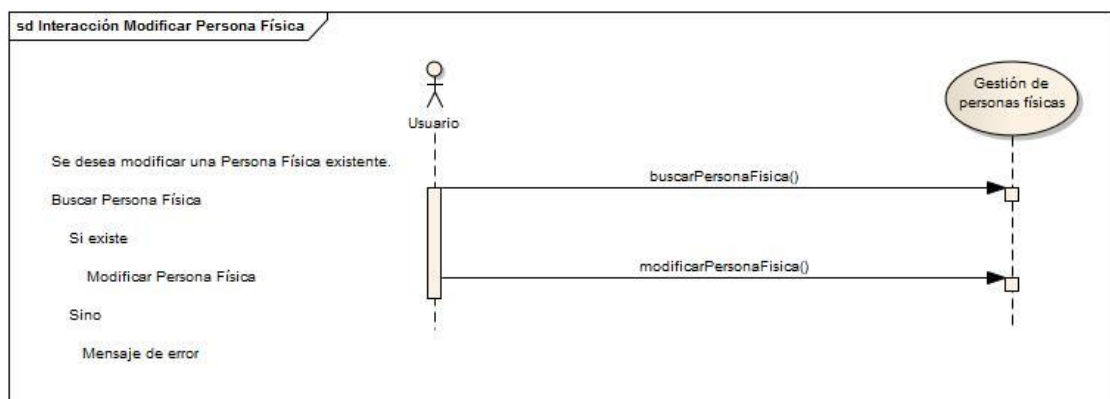 sd Interacción Modificar Persona Física
Usuario
Gestión de
personas físicas
Se desea modificar una Persona Física existente.
buscarPersonaFisica()
Buscar Persona Física
Si existe
modificarPersonaFisica()
Modificar Persona Física
Sino
Mensaje de error